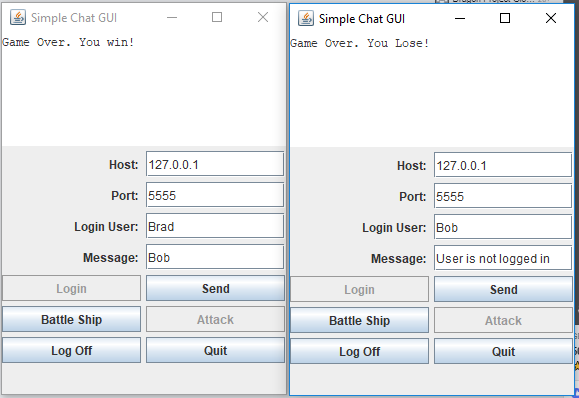 Simple Chat GUI
Game Over. You win!
Host: 127.0.0.1
Port: 5555
Login User: Brad
Message: Bob
Login Send
Battle Ship Attack
Log Off Quit
Simple Chat GUI
Game Over. You Lose!
Host: 127.0.0.1
Port: 5555
Login User: Bob
Message: User is not logged in
Login Send
Battle Ship Attack
Log Off Quit